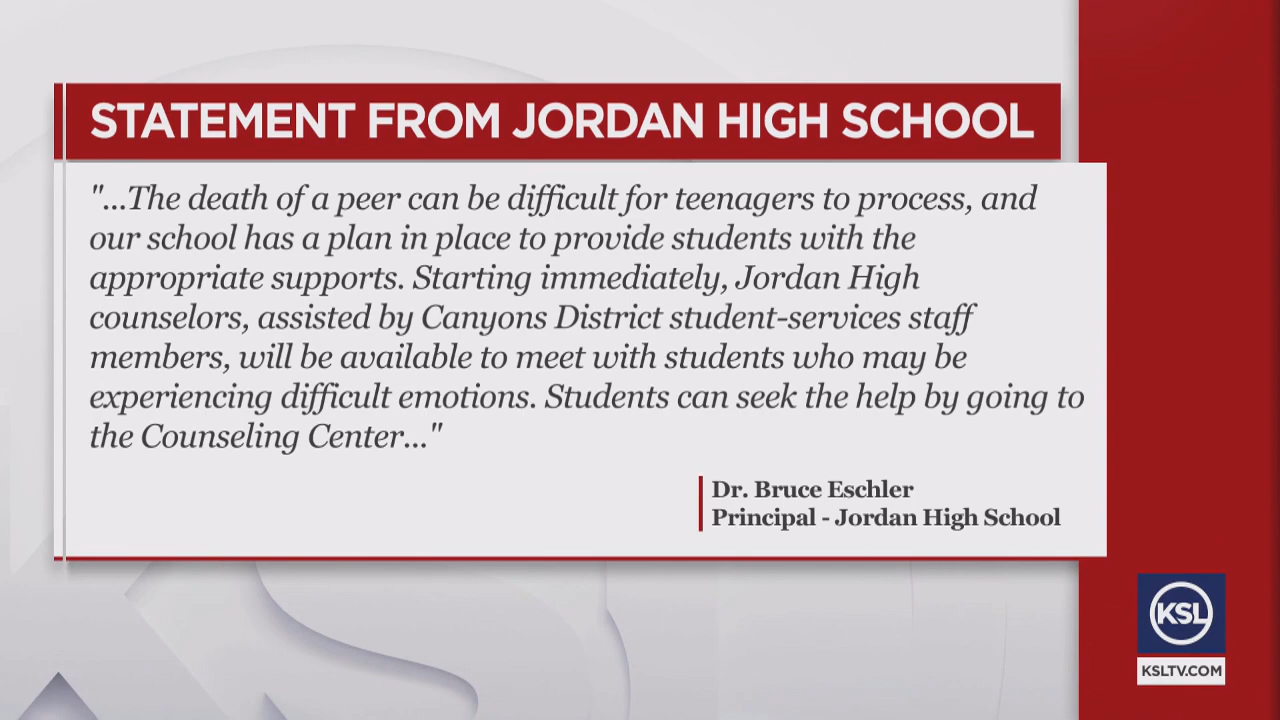 STATEMENT FROM JORDAN HIGH SCHOOL
"...The death of a peer can be difficult for teenagers to process, and
our school has a plan in place to provide students with the
appropriate supports. Starting immediately, Jordan High
counselors, assisted by Canyons District student-services staff
members, will be available to meet with students who may be
experiencing difficult emotions. Students can seek the help by going to
the Counseling Center..."
Dr. Bruce Eschler
Principal - Jordan High School
KSL
KSLTV.COM